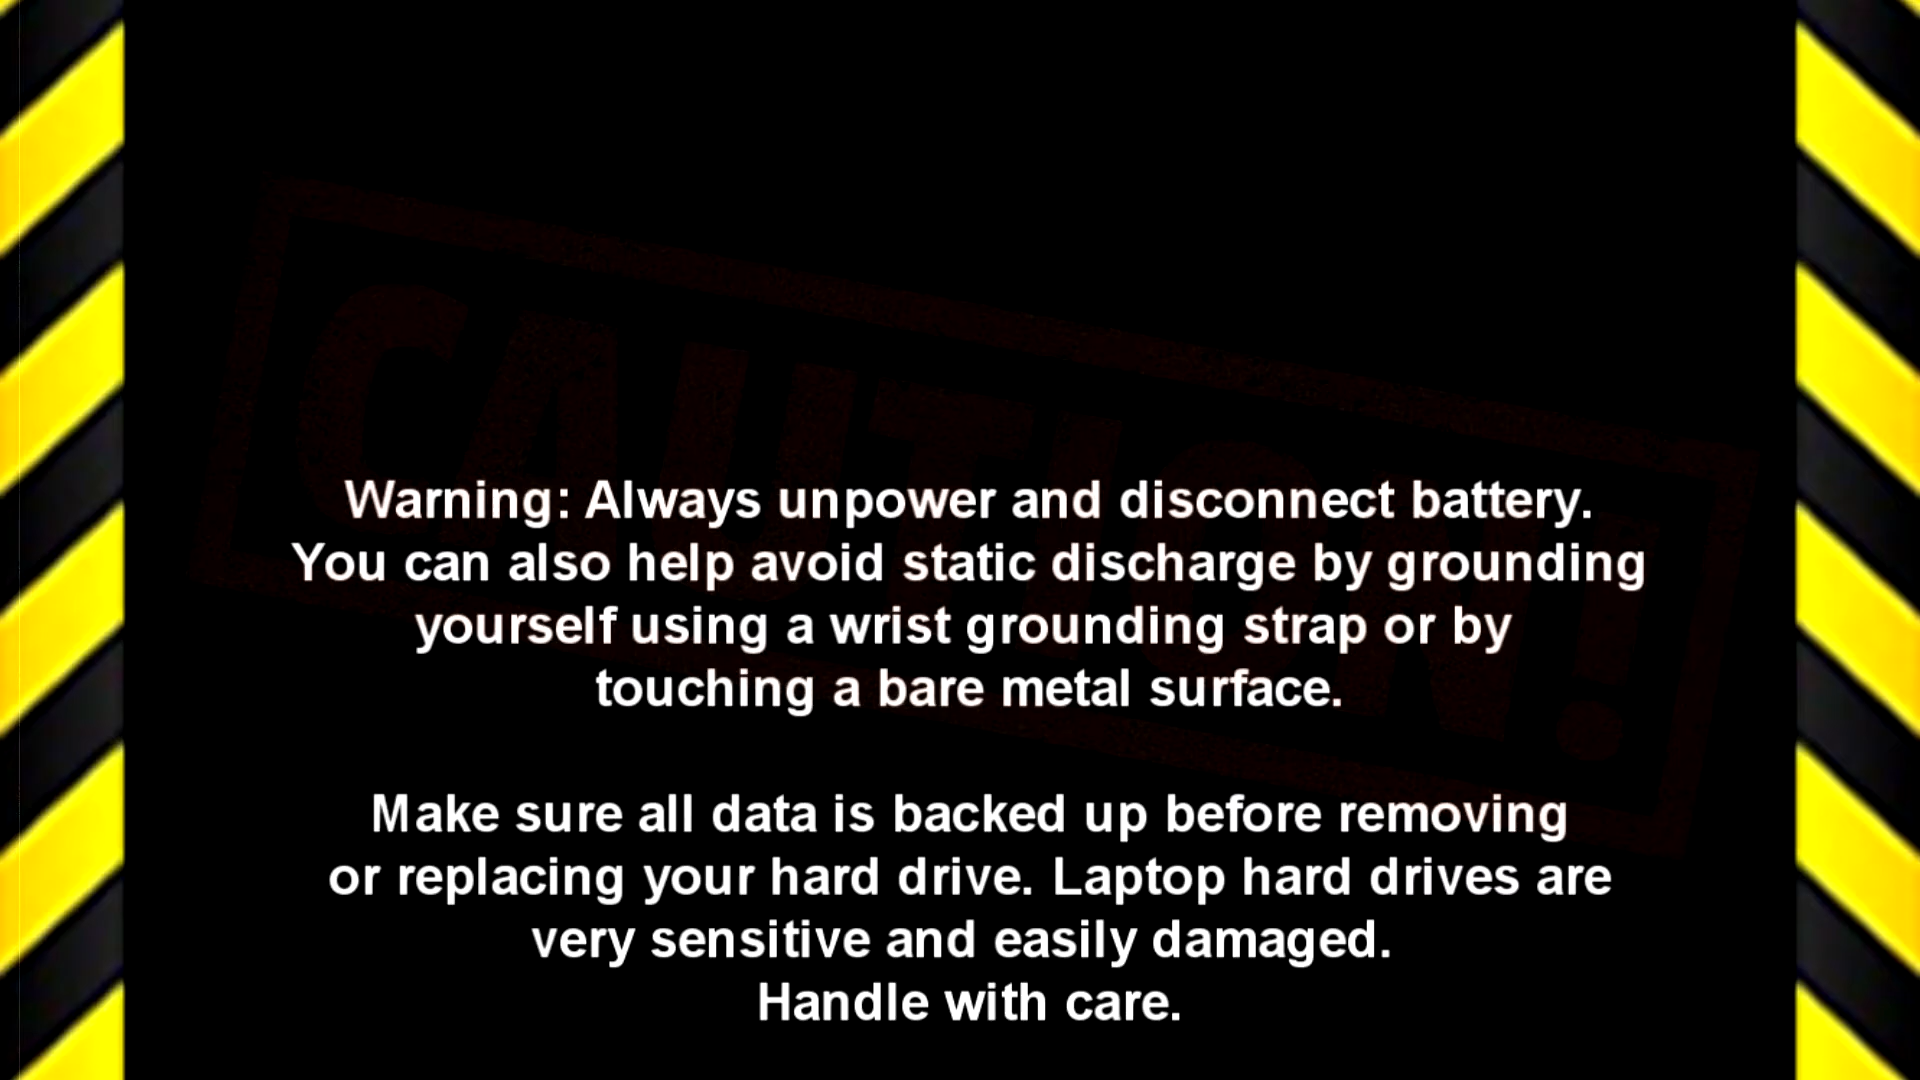 CAUTION!
Warning: Always unpower and disconnect battery.
You can also help avoid static discharge by grounding
yourself using a wrist grounding strap or by
touching a bare metal surface.
Make sure all data is backed up before removing
or replacing your hard drive. Laptop hard drives are
very sensitive and easily damaged.
Handle with care.